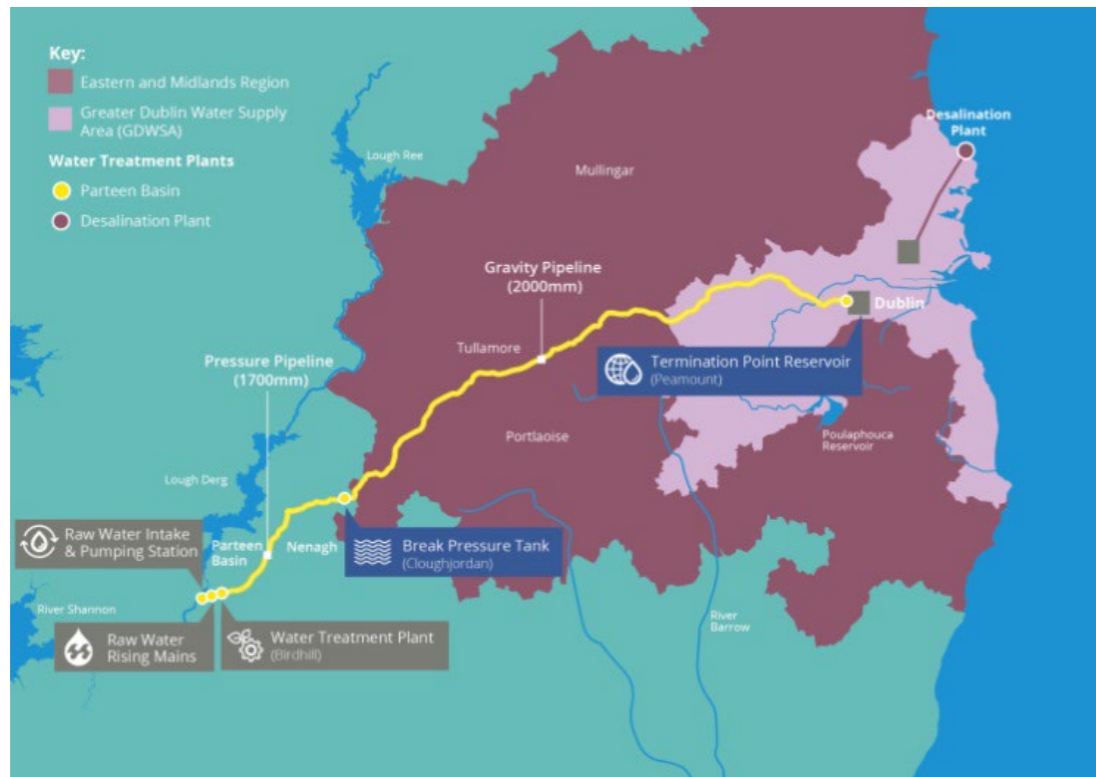 Key:
Eastern and Midlands Region
Greater Dublin Water Supply
Area (GDWSA)
Water Treatment Plants
Parteen Basin
Desalination Plant
Lough Ree
Mullingar
Desalination
Plant
Gravity Pipeline
(2000mm)
Dublin
Tullamore
Pressure Pipeline
(1700mm)
Termination Point Reservoir
(Peamount)
Portlaoise
Poulaphouca
Reservoir
Lough Derg
Raw Water Intake
& Pumping Station
Parteen
Basin
Nenagh
Break Pressure Tank
(Cloughjordan)
River Shannon
River
Barrow
Raw Water
Rising Mains
Water Treatment Plant
(Birdhill)